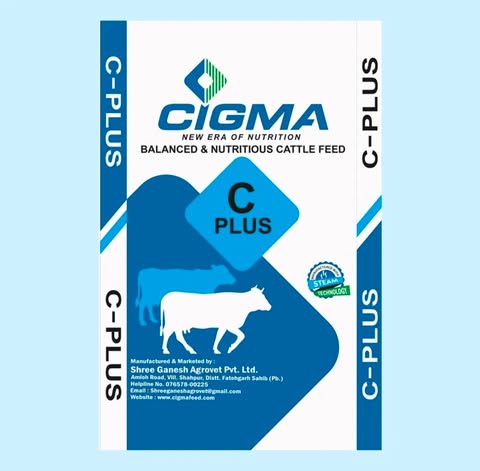 C-PLUS
C-PLUS
CIGMA
NEW ERA OF NUTRITION
BALANCED & NUTRITIOUS CATTLE FEED
C
PLUS
STEAM
TECHNOLOGY
C-PLUS
C-PLUS
Manufactured & Marketed by :
Shree Ganesh Agrovet Pvt. Ltd.
Amloh Road, Vill. Shahpur, Distt. Fatehgarh Sahib (Pb.)
Helpline No. 076578-00225
Email : Shreeganeshagrovet@gmail.com
Website : www.cigmafeed.com